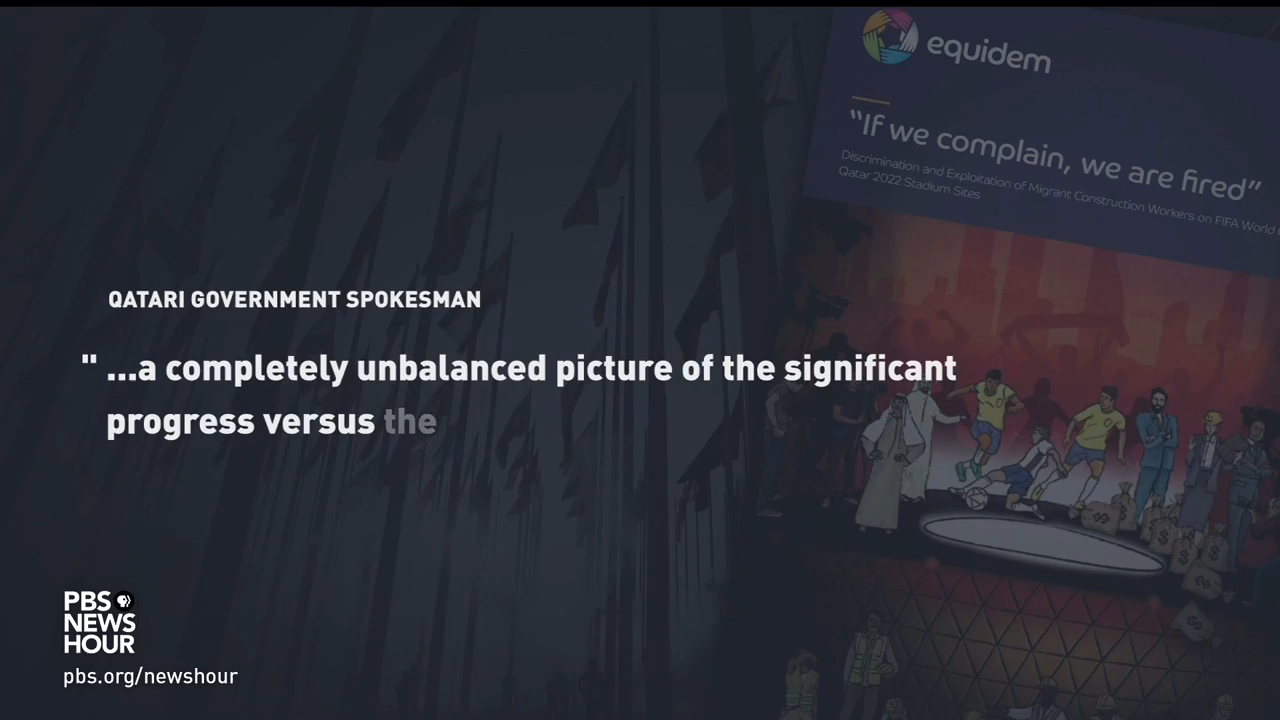 equidem
“If we complain, we are fired”
Discrimination and Exploitation of Migrant Construction Workers on FIFA World
Qatar 2022 Stadium Sites
QATARI GOVERNMENT SPOKESMAN
" ...a completely unbalanced picture of the significant
progress versus the
PBS
NEWS
HOUR
pbs.org/newshour